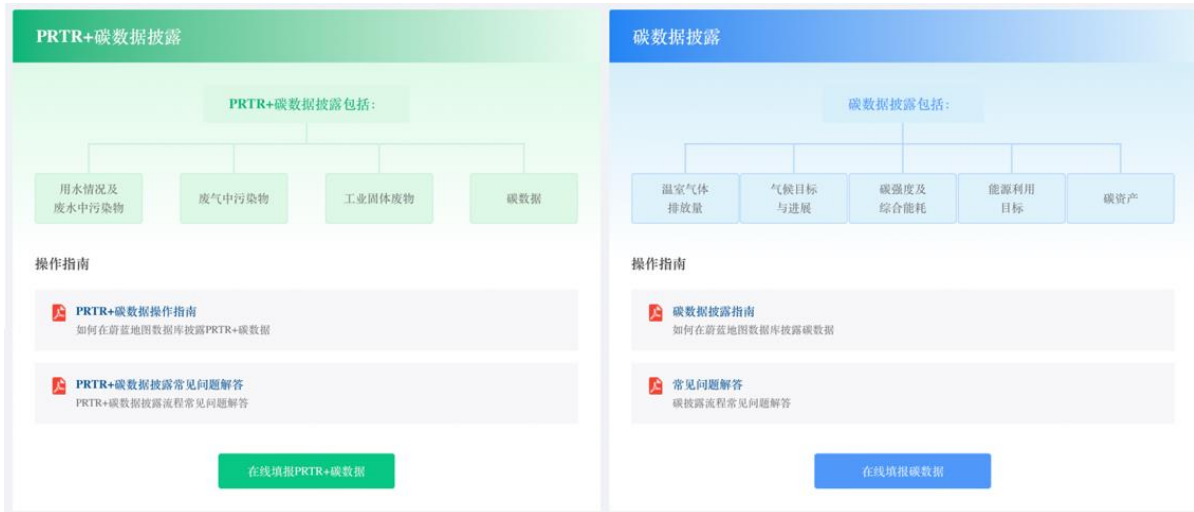 PRTR+碳数据披露
PRTR+碳数据披露包括:
用水情况及
废水中污染物
废气中污染物
工业固体废物
碳数据
操作指南
PRTR+碳数据操作指南
如何在蔚蓝地图数据库披露PRTR+碳数据
PRTR+碳数据披露常见问题解答
PRTR+碳数据披露流程常见问题解答
在线填报PRTR+碳数据
碳数据披露
碳数据披露包括:
温室气体
排放量
气候目标
与进展
碳强度及
综合能耗
能源利用
目标
碳资产
操作指南
碳数据披露指南
如何在蔚蓝地图数据库披露碳数据
常见问题解答
碳披露流程常见问题解答
在线填报碳数据